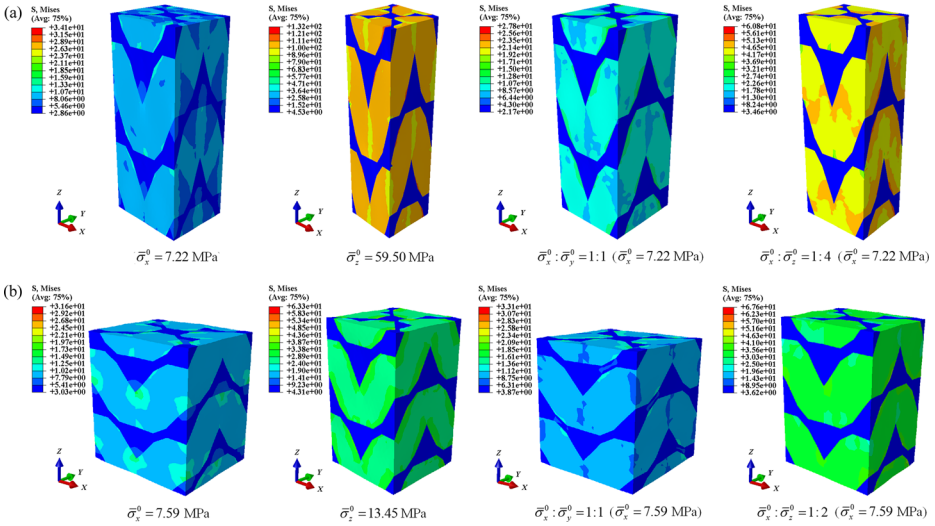 (a)
S, Mises
(Avg: 75%)
+3.41e+01
+3.15e+01
+2.89e+01
+2.63e+01
+2.37e+01
+2.11e+01
+1.85e+01
+1.59e+01
+1.33e+01
+1.07e+01
+8.06e+00
+5.46e+00
+2.86e+00
Z
Y
X
σ̄⁰ₓ = 7.22 MPa
S, Mises
(Avg: 75%)
+1.32e+02
+1.21e+02
+1.11e+02
+1.00e+02
+8.96e+01
+7.90e+01
+6.83e+01
+5.77e+01
+4.71e+01
+3.64e+01
+2.58e+01
+1.52e+01
+4.53e+00
Z
Y
X
σ̄⁰_z = 59.50 MPa
S, Mises
(Avg: 75%)
+2.78e+01
+2.56e+01
+2.35e+01
+2.14e+01
+1.92e+01
+1.71e+01
+1.50e+01
+1.28e+01
+1.07e+01
+8.57e+00
+6.44e+00
+4.30e+00
+2.17e+00
Z
Y
X
σ̄⁰ₓ : σ̄⁰_y = 1:1 (σ̄⁰ₓ = 7.22 MPa)
S, Mises
(Avg: 75%)
+6.08e+01
+5.61e+01
+5.13e+01
+4.65e+01
+4.17e+01
+3.69e+01
+3.21e+01
+2.74e+01
+2.26e+01
+1.78e+01
+1.30e+01
+8.24e+00
+3.46e+00
Z
Y
X
σ̄⁰ₓ : σ̄⁰_z = 1:4 (σ̄⁰ₓ = 7.22 MPa)
(b)
S, Mises
(Avg: 75%)
+3.16e+01
+2.92e+01
+2.68e+01
+2.45e+01
+2.21e+01
+1.97e+01
+1.73e+01
+1.49e+01
+1.25e+01
+1.02e+01
+7.79e+00
+5.41e+00
+3.03e+00
Z
Y
X
σ̄⁰ₓ = 7.59 MPa
S, Mises
(Avg: 75%)
+6.33e+01
+5.83e+01
+5.34e+01
+4.85e+01
+4.36e+01
+3.87e+01
+3.38e+01
+2.89e+01
+2.40e+01
+1.90e+01
+1.41e+01
+9.23e+00
+4.31e+00
Z
Y
X
σ̄⁰_z = 13.45 MPa
S, Mises
(Avg: 75%)
+3.31e+01
+3.07e+01
+2.83e+01
+2.58e+01
+2.34e+01
+2.09e+01
+1.85e+01
+1.61e+01
+1.36e+01
+1.12e+01
+8.75e+00
+6.31e+00
+3.87e+00
Z
Y
X
σ̄⁰ₓ : σ̄⁰_y = 1:1 (σ̄⁰ₓ = 7.59 MPa)
S, Mises
(Avg: 75%)
+6.76e+01
+6.23e+01
+5.70e+01
+5.16e+01
+4.63e+01
+4.10e+01
+3.56e+01
+3.03e+01
+2.50e+01
+1.96e+01
+1.43e+01
+8.95e+00
+3.62e+00
Z
Y
X
σ̄⁰ₓ : σ̄⁰_z = 1:2 (σ̄⁰ₓ = 7.59 MPa)